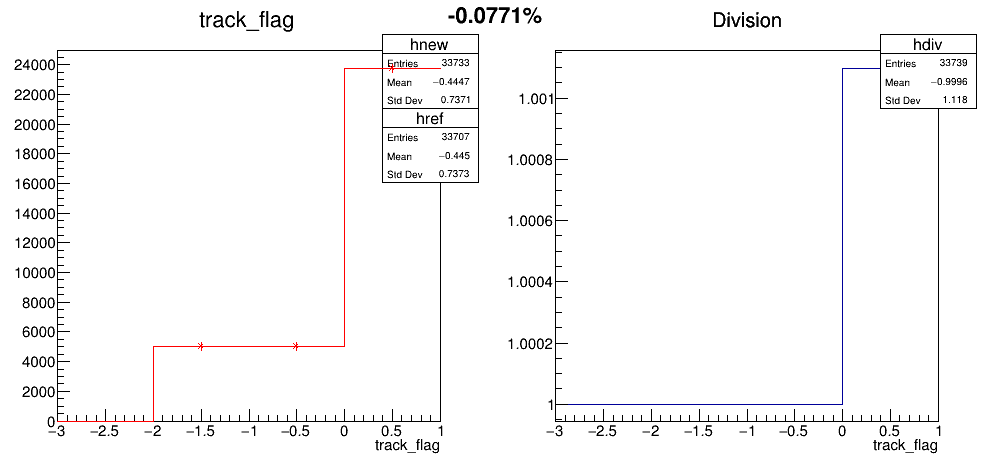 track_flag
-0.0771%
Division
hnew
Entries 33733
Mean −0.4447
Std Dev 0.7371
href
Entries 33707
Mean −0.445
Std Dev 0.7373
24000
22000
20000
18000
16000
14000
12000
10000
8000
6000
4000
2000
0
−3 −2.5 −2 −1.5 −1 −0.5 0 0.5 1
track_flag
hdiv
Entries 33739
Mean −0.9996
Std Dev 1.118
1.001
1.0008
1.0006
1.0004
1.0002
1
−3 −2.5 −2 −1.5 −1 −0.5 0 0.5 1
track_flag